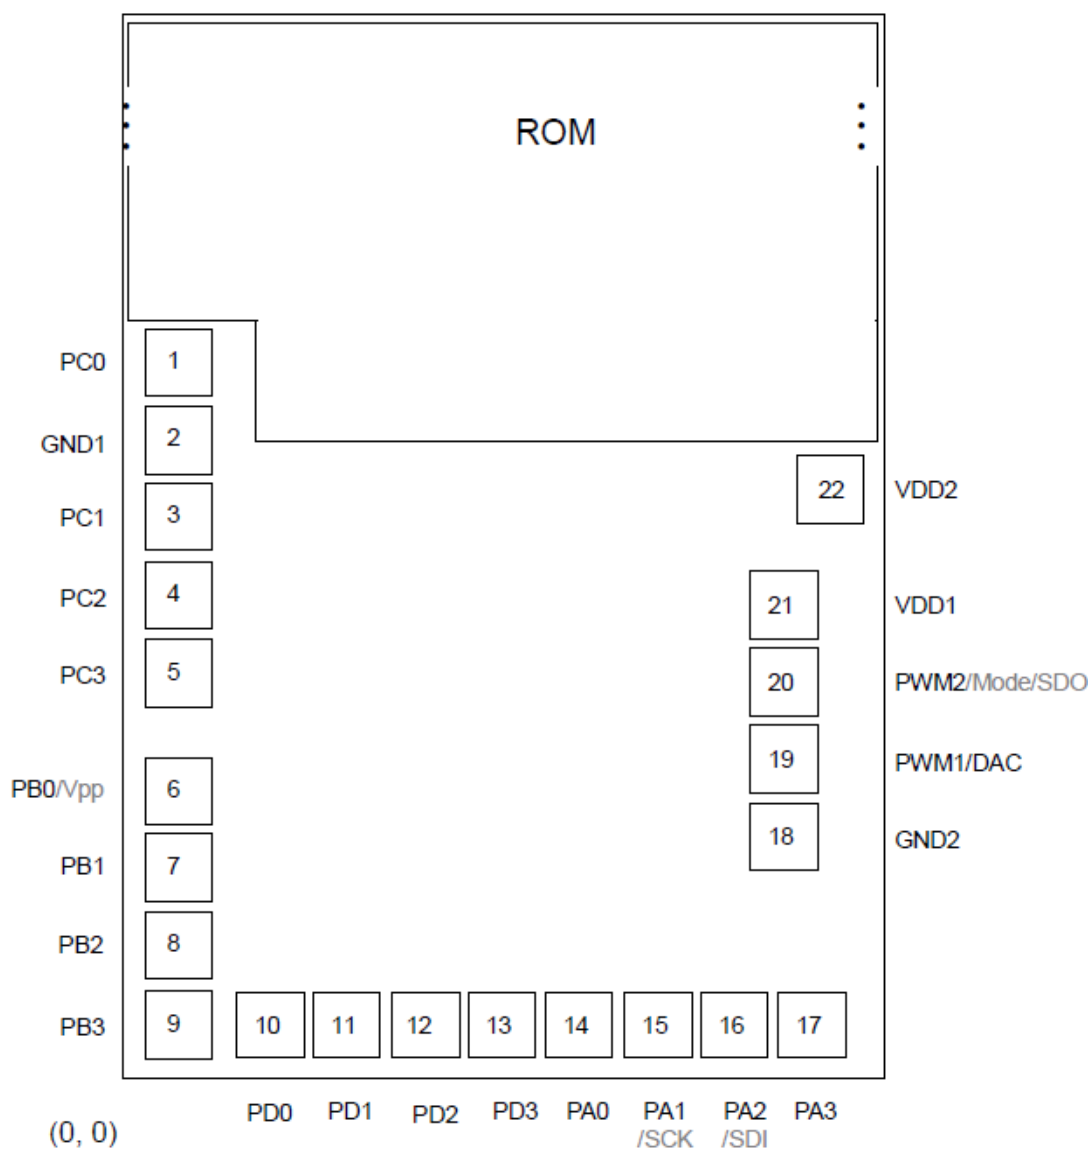 ROM
PC0 1
GND1 2
PC1 3
PC2 4
PC3 5
PB0/Vpp 6
PB1 7
PB2 8
PB3 9
22 VDD2
21 VDD1
20 PWM2/Mode/SDO
19 PWM1/DAC
18 GND2
10 11 12 13 14 15 16 17
PD0 PD1 PD2 PD3 PA0 PA1 PA2 PA3
/SCK /SDI
(0, 0)